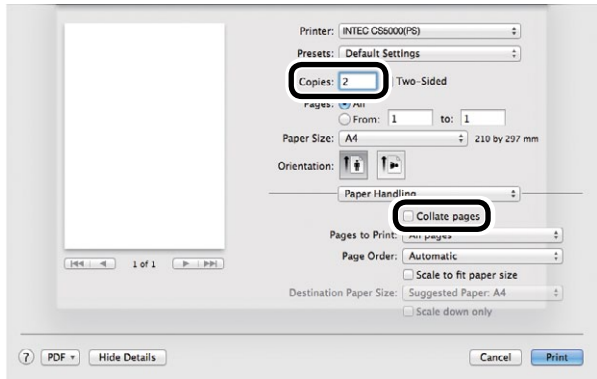 Printer: INTEC CS5000(PS)
Presets: Default Settings
Copies: 2 Two-Sided
Pages: All
From: 1 to: 1
Paper Size: A4 210 by 297 mm
Orientation:
Paper Handling
Collate pages
Pages to Print: All pages
Page Order: Automatic
Scale to fit paper size
Destination Paper Size: Suggested Paper: A4
Scale down only
1 of 1
? PDF Hide Details Cancel Print